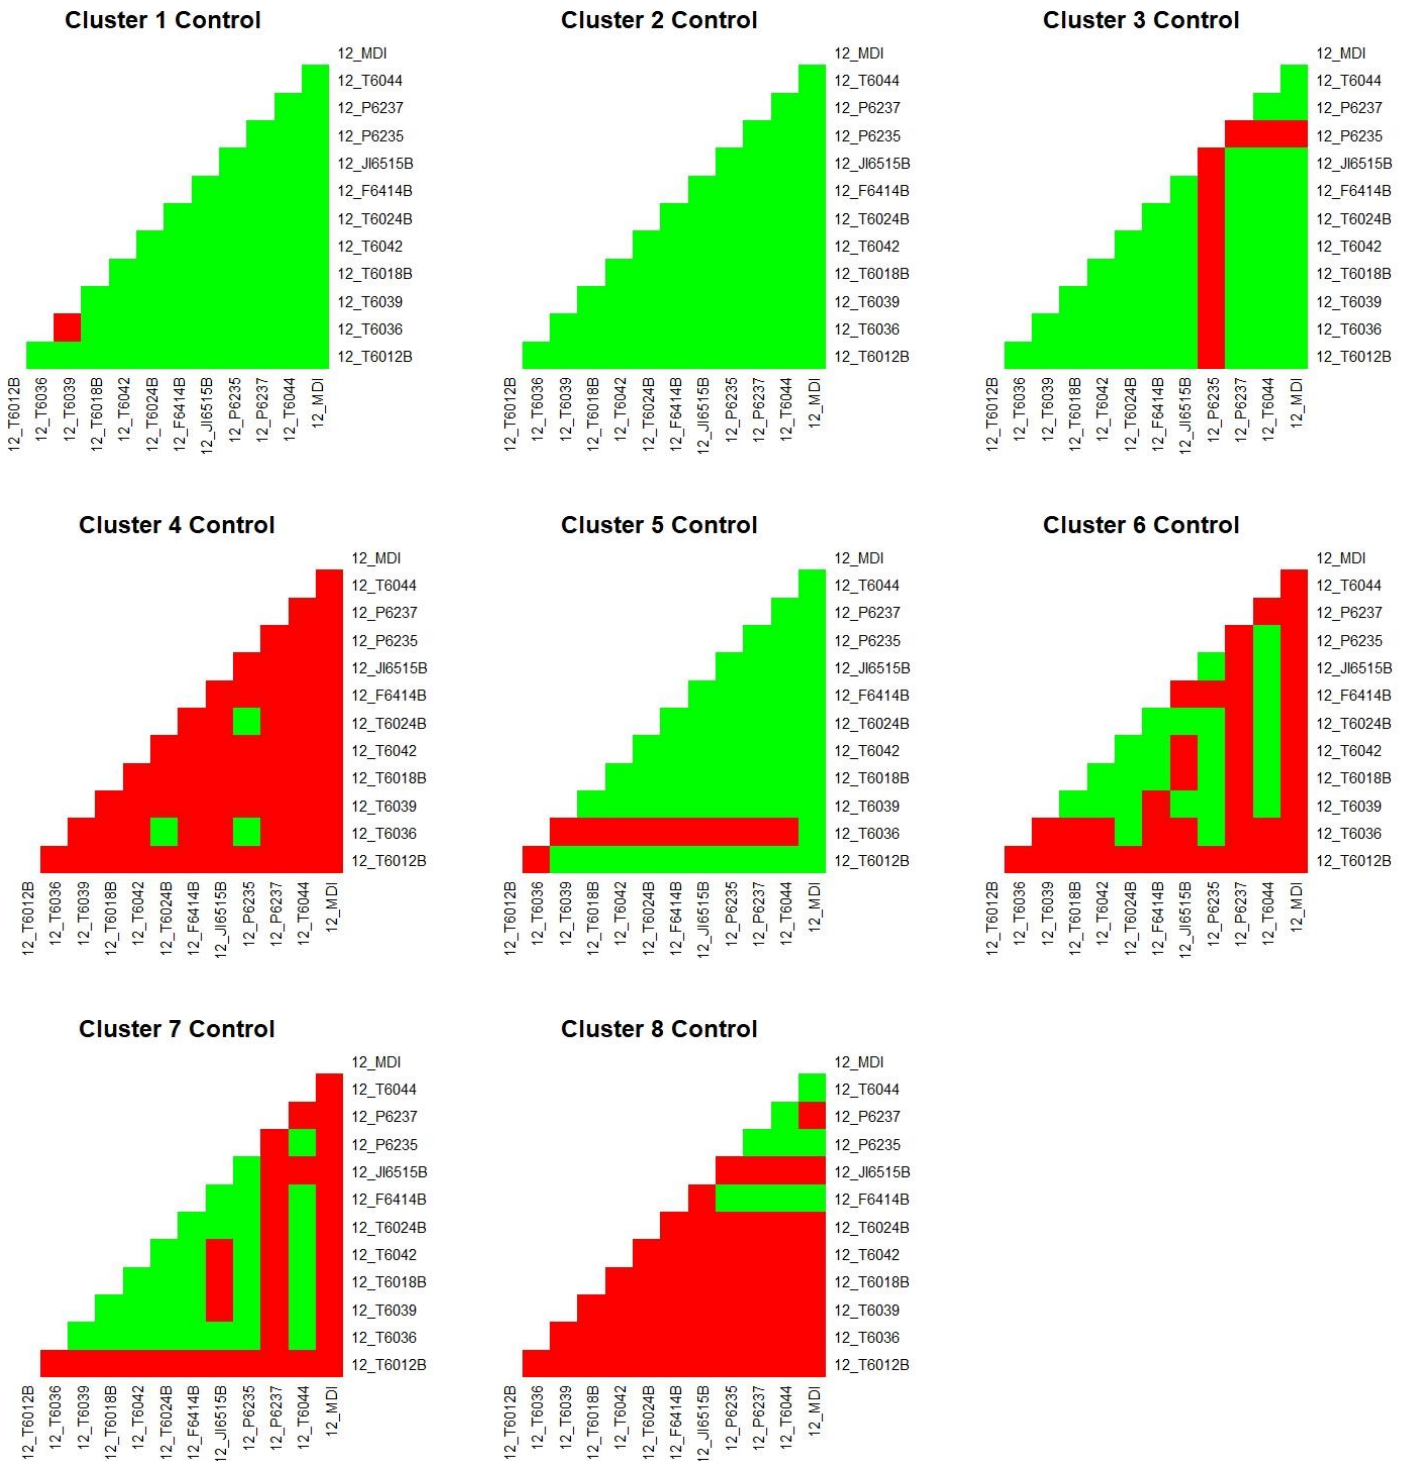 Cluster 1 Control
12_MDI
12_T6044
12_P6237
12_P6235
12_JI6515B
12_F6414B
12_T6024B
12_T6042
12_T6018B
12_T6039
12_T6036
12_T6012B
12_T6012B
12_T6036
12_T6039
12_T6018B
12_T6042
12_T6024B
12_F6414B
12_JI6515B
12_P6235
12_P6237
12_T6044
12_MDI
Cluster 2 Control
12_MDI
12_T6044
12_P6237
12_P6235
12_JI6515B
12_F6414B
12_T6024B
12_T6042
12_T6018B
12_T6039
12_T6036
12_T6012B
12_T6012B
12_T6036
12_T6039
12_T6018B
12_T6042
12_T6024B
12_F6414B
12_JI6515B
12_P6235
12_P6237
12_T6044
12_MDI
Cluster 3 Control
12_MDI
12_T6044
12_P6237
12_P6235
12_JI6515B
12_F6414B
12_T6024B
12_T6042
12_T6018B
12_T6039
12_T6036
12_T6012B
12_T6012B
12_T6036
12_T6039
12_T6018B
12_T6042
12_T6024B
12_F6414B
12_JI6515B
12_P6235
12_P6237
12_T6044
12_MDI
Cluster 4 Control
12_MDI
12_T6044
12_P6237
12_P6235
12_JI6515B
12_F6414B
12_T6024B
12_T6042
12_T6018B
12_T6039
12_T6036
12_T6012B
12_T6012B
12_T6036
12_T6039
12_T6018B
12_T6042
12_T6024B
12_F6414B
12_JI6515B
12_P6235
12_P6237
12_T6044
12_MDI
Cluster 5 Control
12_MDI
12_T6044
12_P6237
12_P6235
12_JI6515B
12_F6414B
12_T6024B
12_T6042
12_T6018B
12_T6039
12_T6036
12_T6012B
12_T6012B
12_T6036
12_T6039
12_T6018B
12_T6042
12_T6024B
12_F6414B
12_JI6515B
12_P6235
12_P6237
12_T6044
12_MDI
Cluster 6 Control
12_MDI
12_T6044
12_P6237
12_P6235
12_JI6515B
12_F6414B
12_T6024B
12_T6042
12_T6018B
12_T6039
12_T6036
12_T6012B
12_T6012B
12_T6036
12_T6039
12_T6018B
12_T6042
12_T6024B
12_F6414B
12_JI6515B
12_P6235
12_P6237
12_T6044
12_MDI
Cluster 7 Control
12_MDI
12_T6044
12_P6237
12_P6235
12_JI6515B
12_F6414B
12_T6024B
12_T6042
12_T6018B
12_T6039
12_T6036
12_T6012B
12_T6012B
12_T6036
12_T6039
12_T6018B
12_T6042
12_T6024B
12_F6414B
12_JI6515B
12_P6235
12_P6237
12_T6044
12_MDI
Cluster 8 Control
12_MDI
12_T6044
12_P6237
12_P6235
12_JI6515B
12_F6414B
12_T6024B
12_T6042
12_T6018B
12_T6039
12_T6036
12_T6012B
12_T6012B
12_T6036
12_T6039
12_T6018B
12_T6042
12_T6024B
12_F6414B
12_JI6515B
12_P6235
12_P6237
12_T6044
12_MDI